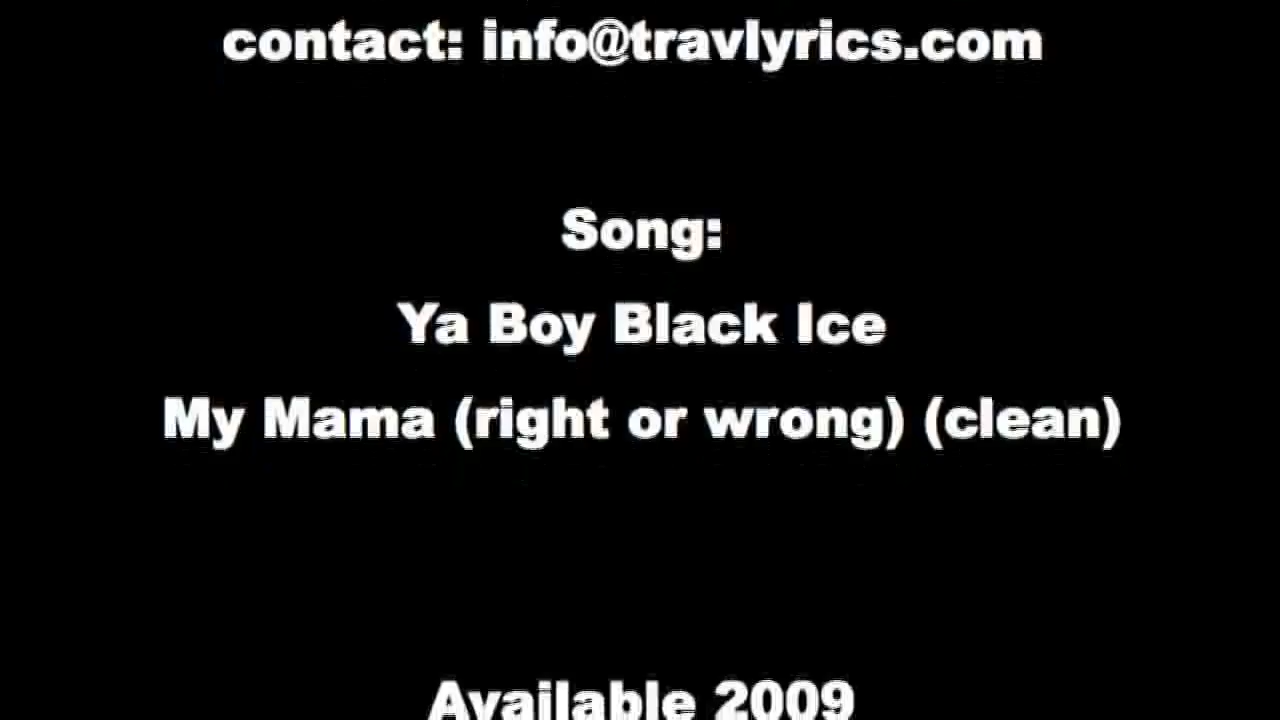 contact: info@travlyrics.com
Song:
Ya Boy Black Ice
My Mama (right or wrong) (clean)
Available 2009